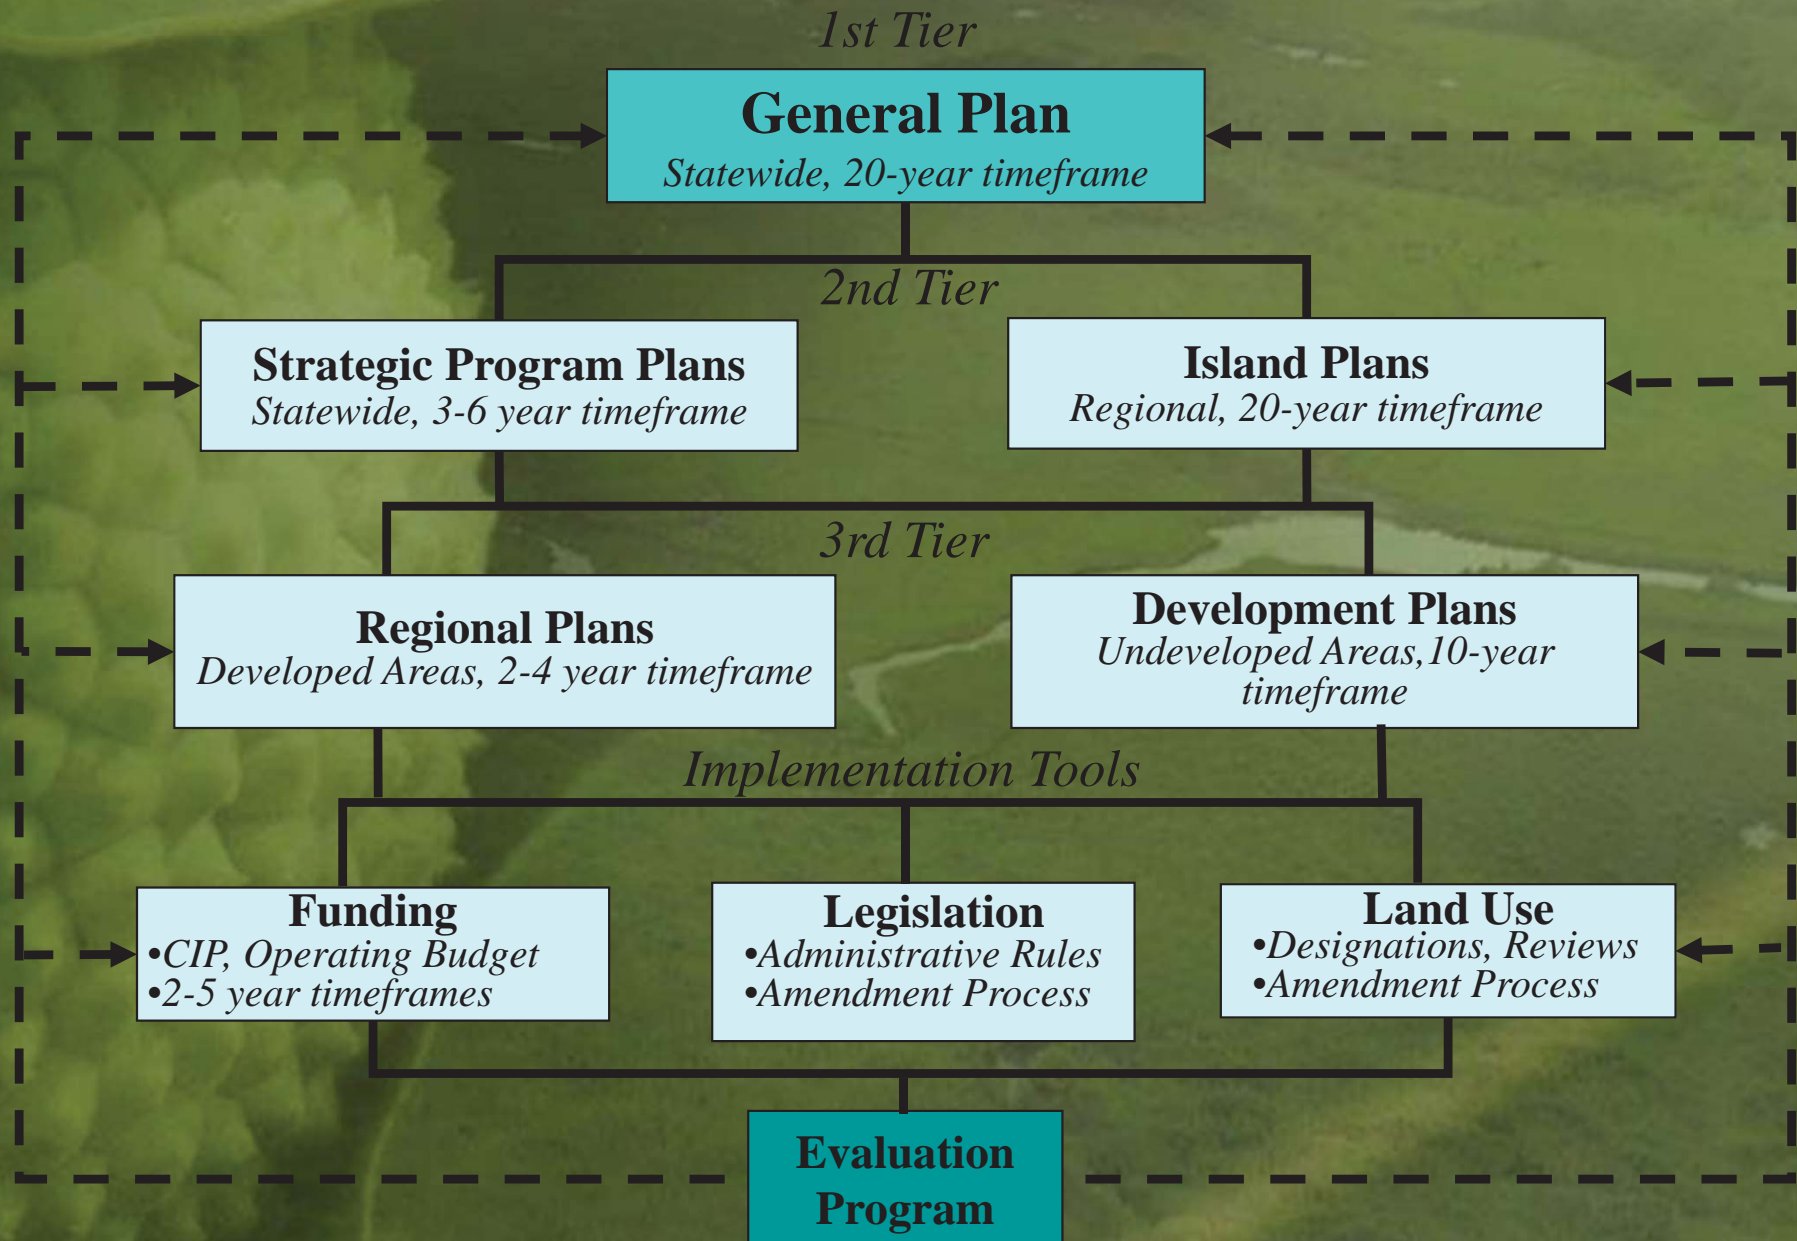 1st Tier
General Plan
Statewide, 20-year timeframe
2nd Tier
Strategic Program Plans
Statewide, 3-6 year timeframe
Island Plans
Regional, 20-year timeframe
3rd Tier
Regional Plans
Developed Areas, 2-4 year timeframe
Development Plans
Undeveloped Areas,10-year
timeframe
Implementation Tools
Funding
•CIP, Operating Budget
•2-5 year timeframes
Legislation
•Administrative Rules
•Amendment Process
Land Use
•Designations, Reviews
•Amendment Process
Evaluation
Program